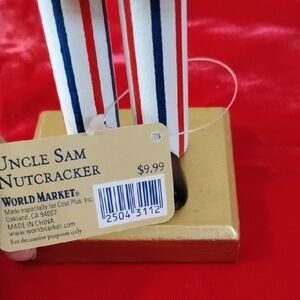 UNCLE SAM
NUTCRACKER
$9.99
WORLD MARKET®
Made especially for Cost Plus, Inc.
Oakland, CA 94607
MADE IN CHINA
www.worldmarket.com
For decorative purposes only
2504 3112